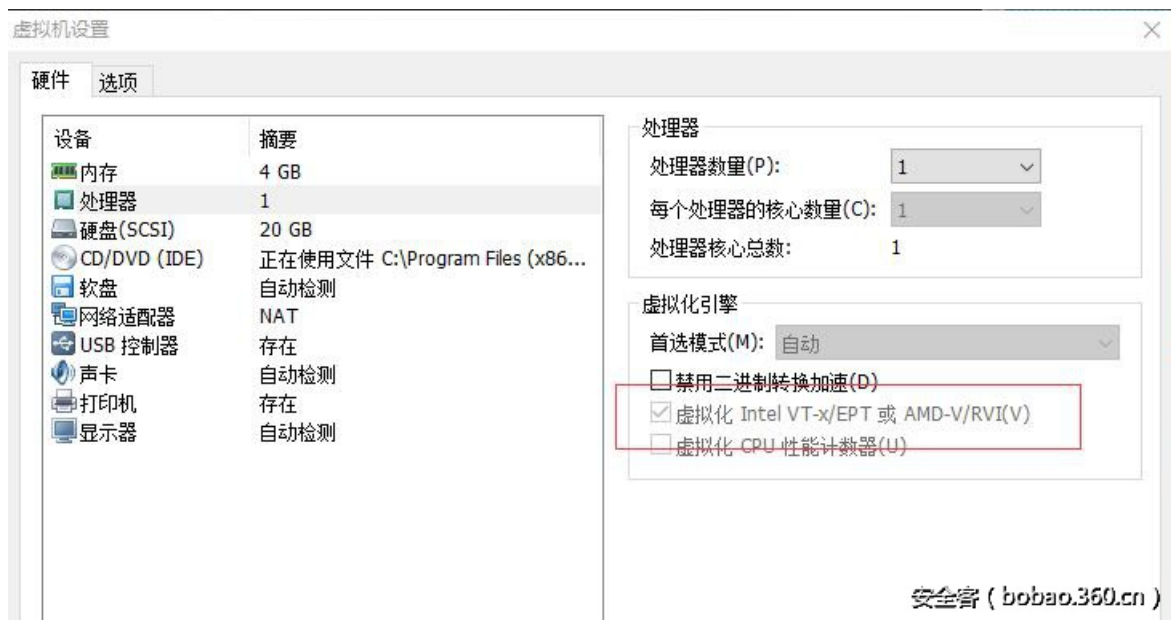 虚拟机设置
硬件 选项
设备 摘要
内存 4 GB
处理器 1
硬盘(SCSI) 20 GB
CD/DVD (IDE) 正在使用文件 C:\Program Files (x86...
软盘 自动检测
网络适配器 NAT
USB 控制器 存在
声卡 自动检测
打印机 存在
显示器 自动检测
处理器
处理器数量(P): 1
每个处理器的核心数量(C): 1
处理器核心总数: 1
虚拟化引擎
首选模式(M): 自动
禁用二进制转换加速(D)
虚拟化 Intel VT-x/EPT 或 AMD-V/RVI(V)
虚拟化 CPU 性能计数器(U)
安全客 ( bobao.360.cn )